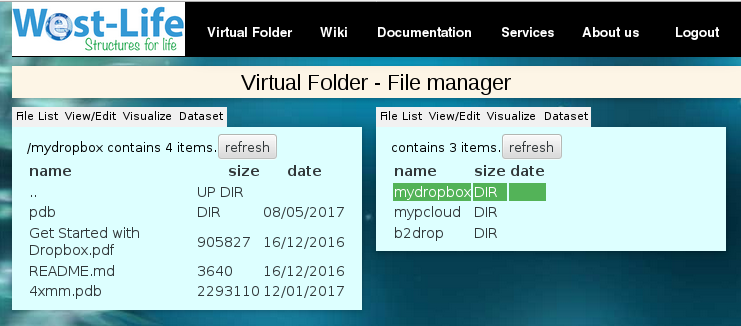 West-Life
Structures for life
Virtual Folder Wiki Documentation Services About us Logout
Virtual Folder - File manager
File List View/Edit Visualize Dataset
/mydropbox contains 4 items. refresh
name size date
.. UP DIR
pdb DIR 08/05/2017
Get Started with
Dropbox.pdf 905827 16/12/2016
README.md 3640 16/12/2016
4xmm.pdb 2293110 12/01/2017
File List View/Edit Visualize Dataset
contains 3 items. refresh
name size date
mydropbox DIR
mypcloud DIR
b2drop DIR